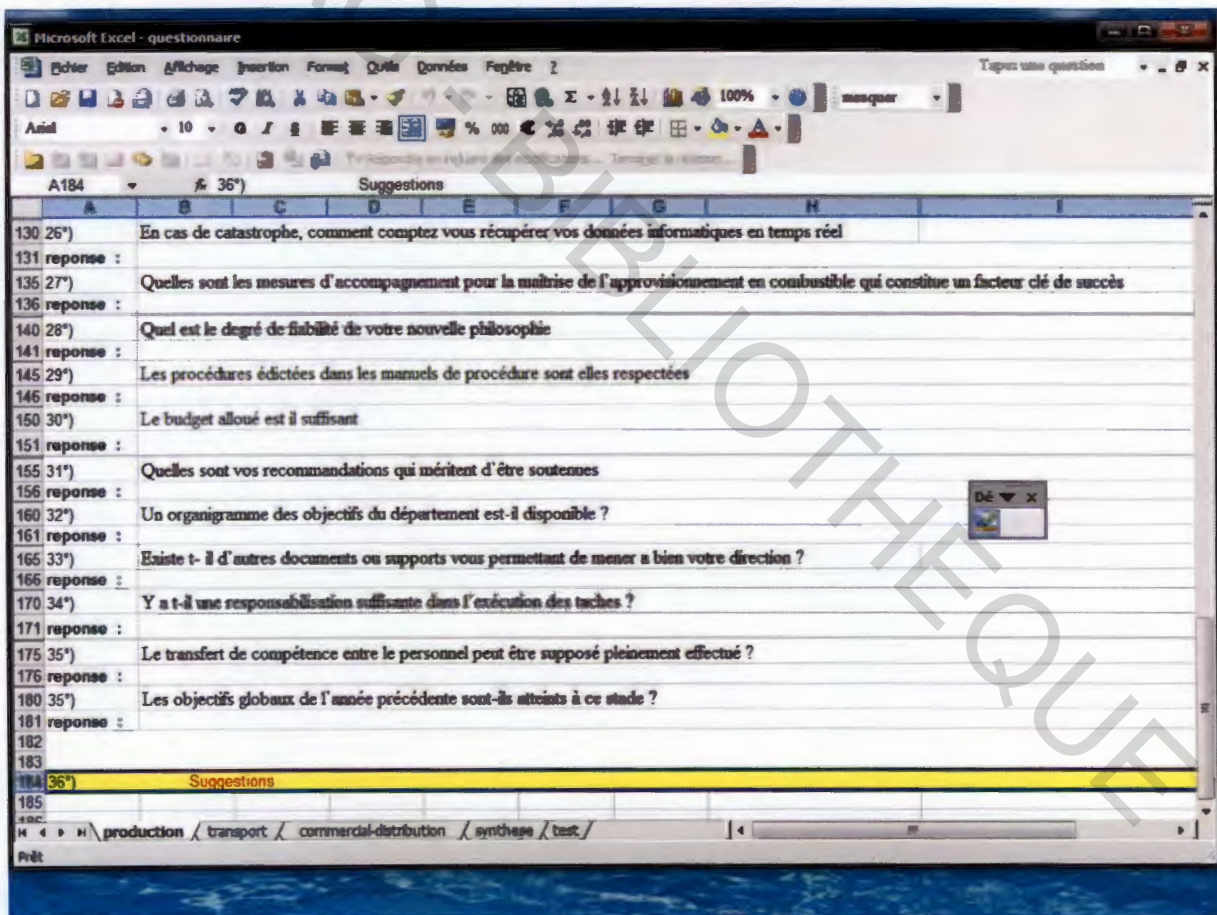 Microsoft Excel - questionnaire
Fichier Edition Affichage Insertion Format Outils Données Fenêtre ? Tapez une question
100% masquer
Arial 10 G I S % 000 €
A184 fx 36°) Suggestions
A B C D E F G H I
130 26°) En cas de catastrophe, comment comptez vous récupérer vos données informatiques en temps réel
131 reponse :
135 27°) Quelles sont les mesures d'accompagnement pour la maîtrise de l'approvisionnement en combustible qui constitue un facteur clé de succès
136 reponse :
140 28°) Quel est le degré de fiabilité de votre nouvelle philosophie
141 reponse :
145 29°) Les procédures édictées dans les manuels de procédure sont elles respectées
146 reponse :
150 30°) Le budget alloué est il suffisant
151 reponse :
155 31°) Quelles sont vos recommandations qui méritent d'être soutenues
156 reponse :
Dé
160 32°) Un organigramme des objectifs du département est-il disponible ?
161 reponse :
165 33°) Existe t- il d'autres documents ou supports vous permettant de mener a bien votre direction ?
166 reponse :
170 34°) Y a t-il une responsabilisation suffisante dans l'exécution des taches ?
171 reponse :
175 35°) Le transfert de compétence entre le personnel peut être supposé pleinement effectué ?
176 reponse :
180 35°) Les objectifs globaux de l'année précédente sont-ils atteints à ce stade ?
181 reponse :
182
183
184 36°) Suggestions
185
production / transport / commercial-distribution / synthese / test /
Prêt
BIBLIOTHEQUE